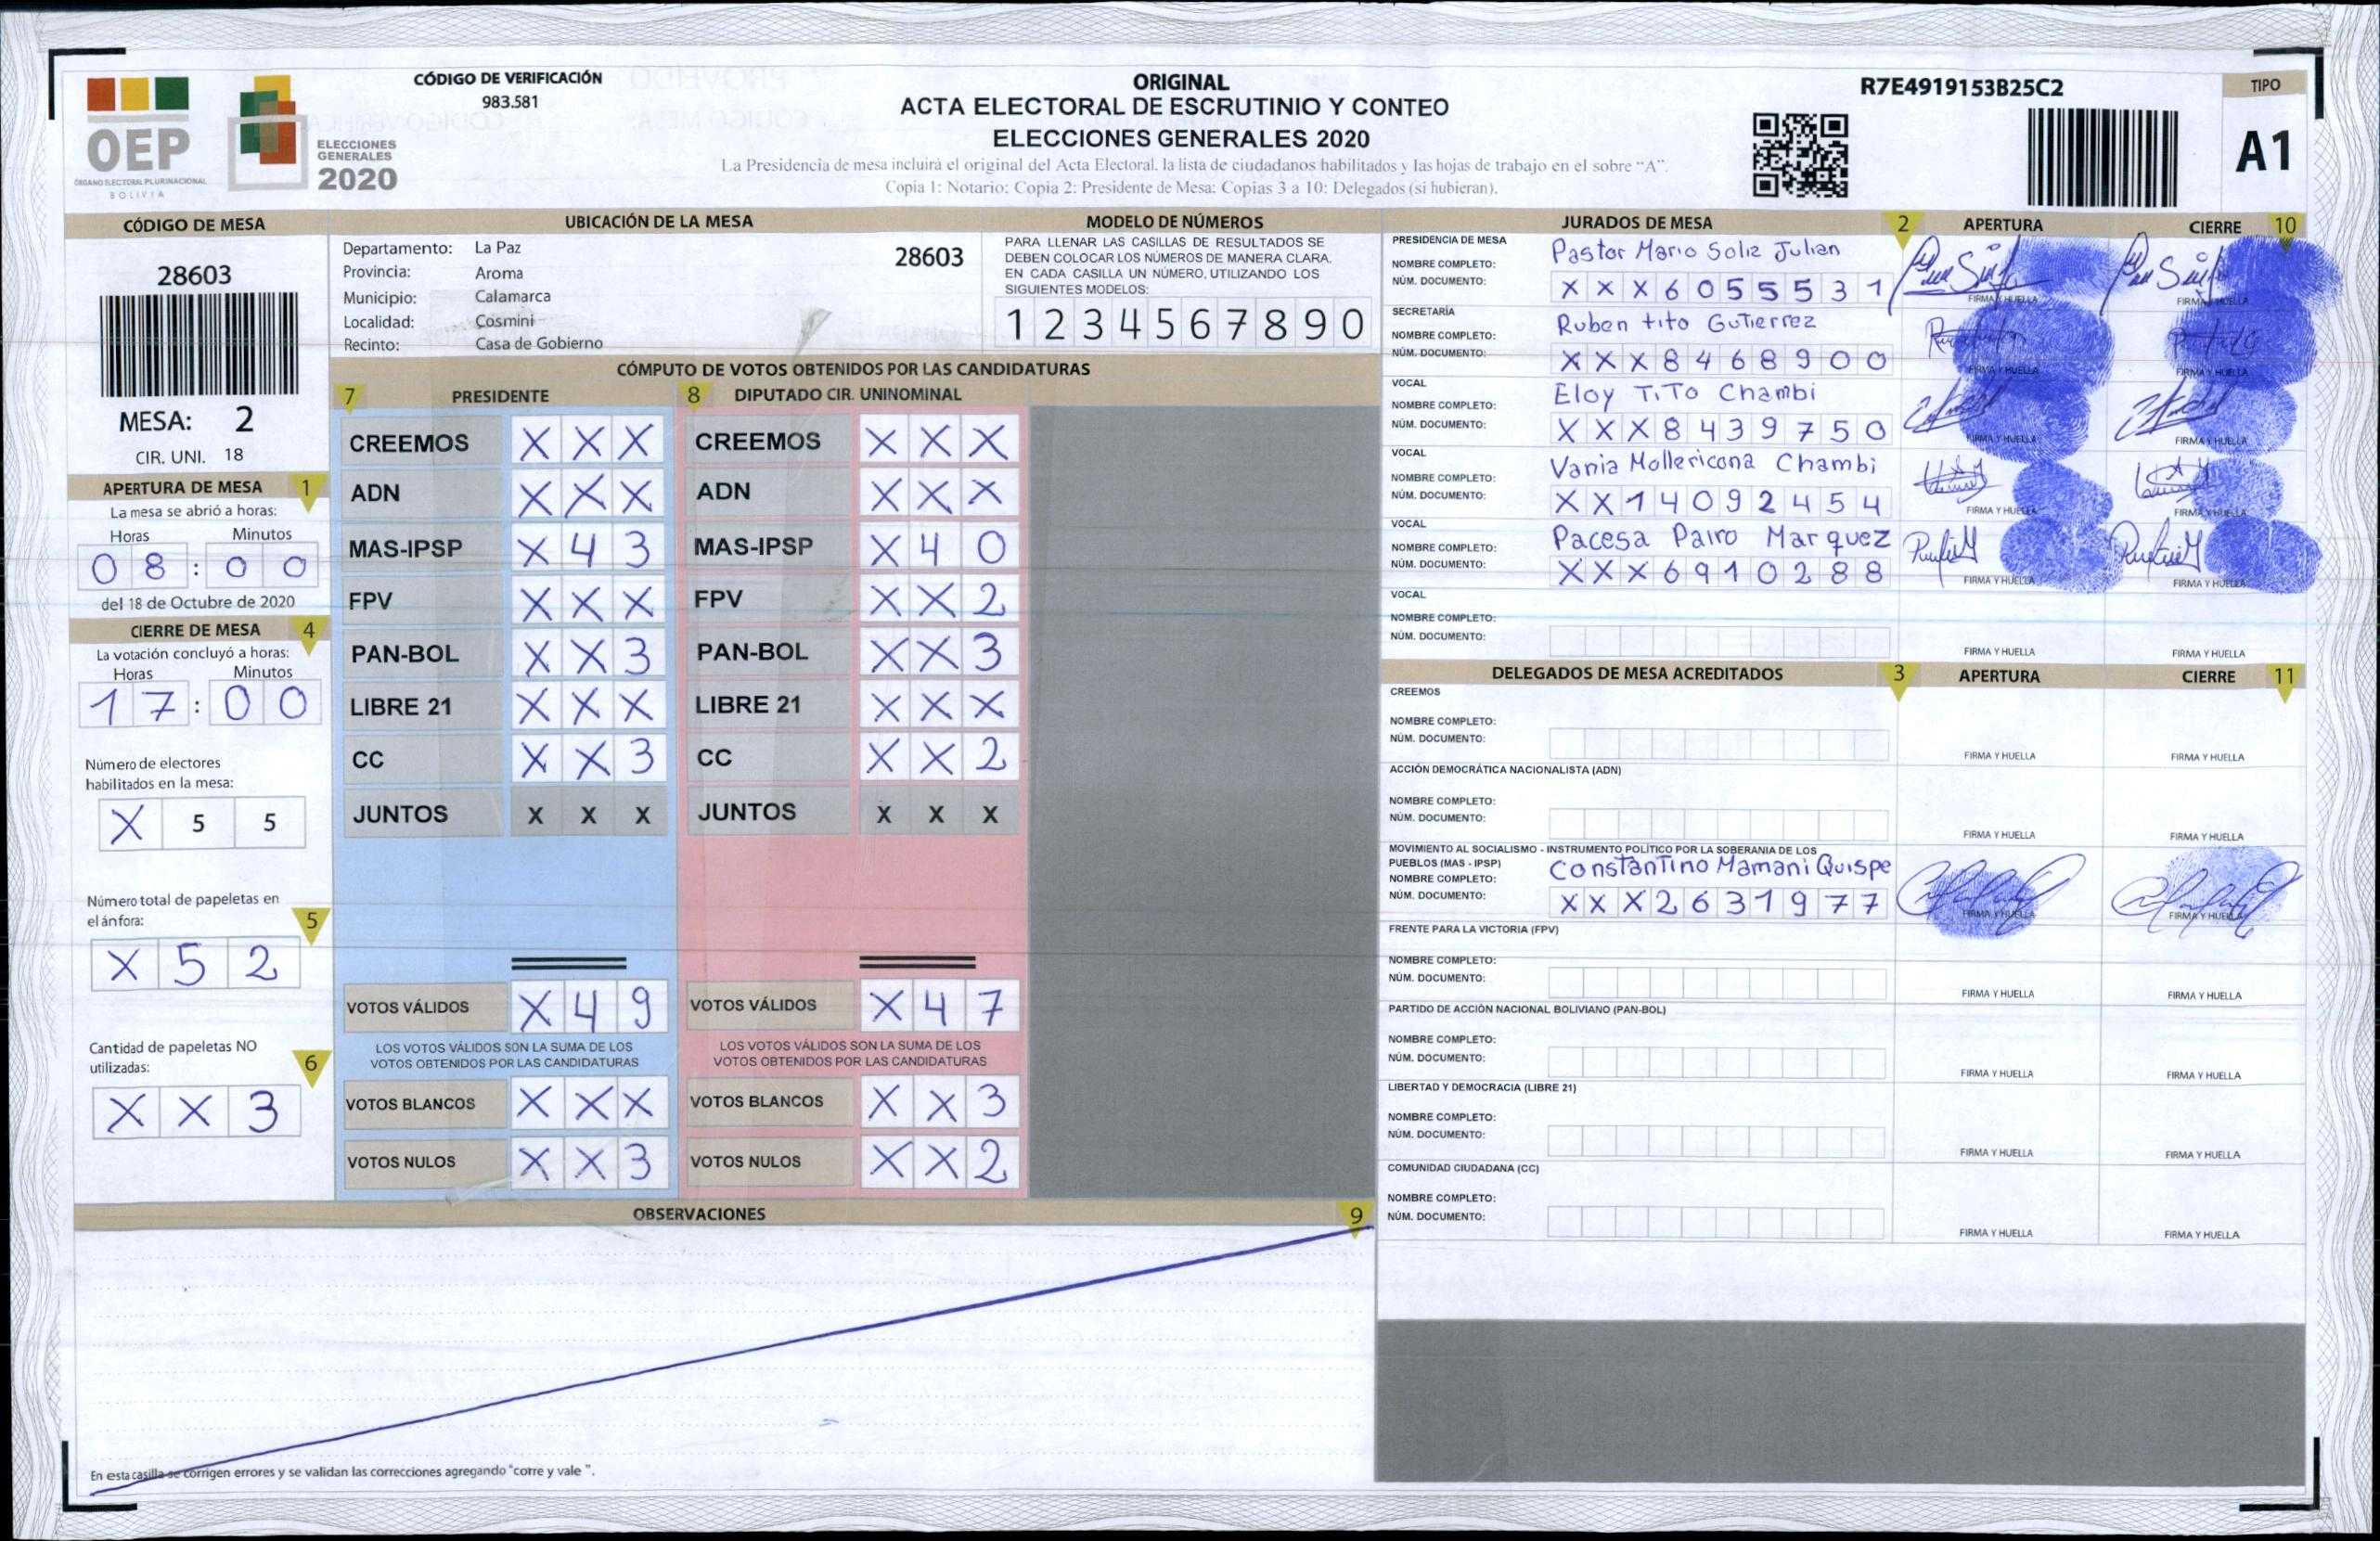 OEP
ÓRGANO ELECTORAL PLURINACIONAL
BOLIVIA
ELECCIONES
GENERALES
2020
CÓDIGO DE VERIFICACIÓN
983.581
ORIGINAL
ACTA ELECTORAL DE ESCRUTINIO Y CONTEO
ELECCIONES GENERALES 2020
La Presidencia de mesa incluirá el original del Acta Electoral, la lista de ciudadanos habilitados y las hojas de trabajo en el sobre "A".
Copia 1: Notario; Copia 2: Presidente de Mesa; Copias 3 a 10: Delegados (si hubieran).
R7E4919153B25C2
TIPO
A1
CÓDIGO DE MESA
28603
MESA: 2
CIR. UNI. 18
APERTURA DE MESA 1
La mesa se abrió a horas:
Horas Minutos
0 8 : 0 0
del 18 de Octubre de 2020
CIERRE DE MESA 4
La votación concluyó a horas:
Horas Minutos
1 7 : 0 0
Número de electores
habilitados en la mesa:
X 5 5
Número total de papeletas en
el ánfora: 5
X 5 2
Cantidad de papeletas NO
utilizadas: 6
X X 3
UBICACIÓN DE LA MESA
Departamento: La Paz
28603
Provincia: Aroma
Municipio: Calamarca
Localidad: Cosmini
Recinto: Casa de Gobierno
MODELO DE NÚMEROS
PARA LLENAR LAS CASILLAS DE RESULTADOS SE
DEBEN COLOCAR LOS NÚMEROS DE MANERA CLARA,
EN CADA CASILLA UN NÚMERO, UTILIZANDO LOS
SIGUIENTES MODELOS:
1 2 3 4 5 6 7 8 9 0
CÓMPUTO DE VOTOS OBTENIDOS POR LAS CANDIDATURAS
7 PRESIDENTE 8 DIPUTADO CIR. UNINOMINAL
CREEMOS X X X CREEMOS X X X
ADN X X X ADN X X X
MAS-IPSP X 4 3 MAS-IPSP X 4 0
FPV X X X FPV X X 2
PAN-BOL X X 3 PAN-BOL X X 3
LIBRE 21 X X X LIBRE 21 X X X
CC X X 3 CC X X 2
JUNTOS X X X JUNTOS X X X
VOTOS VÁLIDOS X 4 9 VOTOS VÁLIDOS X 4 7
LOS VOTOS VÁLIDOS SON LA SUMA DE LOS LOS VOTOS VÁLIDOS SON LA SUMA DE LOS
VOTOS OBTENIDOS POR LAS CANDIDATURAS VOTOS OBTENIDOS POR LAS CANDIDATURAS
VOTOS BLANCOS X X X VOTOS BLANCOS X X 3
VOTOS NULOS X X 3 VOTOS NULOS X X 2
OBSERVACIONES 9
En esta casilla se corrigen errores y se validan las correcciones agregando "corre y vale ".
JURADOS DE MESA 2 APERTURA CIERRE 10
PRESIDENCIA DE MESA
NOMBRE COMPLETO: Pastor Mario Soliz Julian
NÚM. DOCUMENTO: X X X 6 0 5 5 5 3 1
FIRMA Y HUELLA FIRMA Y HUELLA
SECRETARÍA
NOMBRE COMPLETO: Ruben tito Gutierrez
NÚM. DOCUMENTO: X X X 8 4 6 8 9 0 0
FIRMA Y HUELLA FIRMA Y HUELLA
VOCAL
NOMBRE COMPLETO: Eloy TiTo Chambi
NÚM. DOCUMENTO: X X X 8 4 3 9 7 5 0
FIRMA Y HUELLA FIRMA Y HUELLA
VOCAL
NOMBRE COMPLETO: Vania Mollericona Chambi
NÚM. DOCUMENTO: X X 1 4 0 9 2 4 5 4
FIRMA Y HUELLA FIRMA Y HUELLA
VOCAL
NOMBRE COMPLETO: Pacesa Pairo Marquez
NÚM. DOCUMENTO: X X X 6 9 1 0 2 8 8
FIRMA Y HUELLA FIRMA Y HUELLA
VOCAL
NOMBRE COMPLETO:
NÚM. DOCUMENTO:
FIRMA Y HUELLA FIRMA Y HUELLA
DELEGADOS DE MESA ACREDITADOS 3 APERTURA CIERRE 11
CREEMOS
NOMBRE COMPLETO:
NÚM. DOCUMENTO:
FIRMA Y HUELLA FIRMA Y HUELLA
ACCIÓN DEMOCRÁTICA NACIONALISTA (ADN)
NOMBRE COMPLETO:
NÚM. DOCUMENTO:
FIRMA Y HUELLA FIRMA Y HUELLA
MOVIMIENTO AL SOCIALISMO - INSTRUMENTO POLÍTICO POR LA SOBERANIA DE LOS
PUEBLOS (MAS - IPSP)
NOMBRE COMPLETO: Constantino Mamani Quispe
NÚM. DOCUMENTO: X X X 2 6 3 1 9 7 7
FIRMA Y HUELLA FIRMA Y HUELLA
FRENTE PARA LA VICTORIA (FPV)
NOMBRE COMPLETO:
NÚM. DOCUMENTO:
FIRMA Y HUELLA FIRMA Y HUELLA
PARTIDO DE ACCIÓN NACIONAL BOLIVIANO (PAN-BOL)
NOMBRE COMPLETO:
NÚM. DOCUMENTO:
FIRMA Y HUELLA FIRMA Y HUELLA
LIBERTAD Y DEMOCRACIA (LIBRE 21)
NOMBRE COMPLETO:
NÚM. DOCUMENTO:
FIRMA Y HUELLA FIRMA Y HUELLA
COMUNIDAD CIUDADANA (CC)
NOMBRE COMPLETO:
NÚM. DOCUMENTO:
FIRMA Y HUELLA FIRMA Y HUELLA